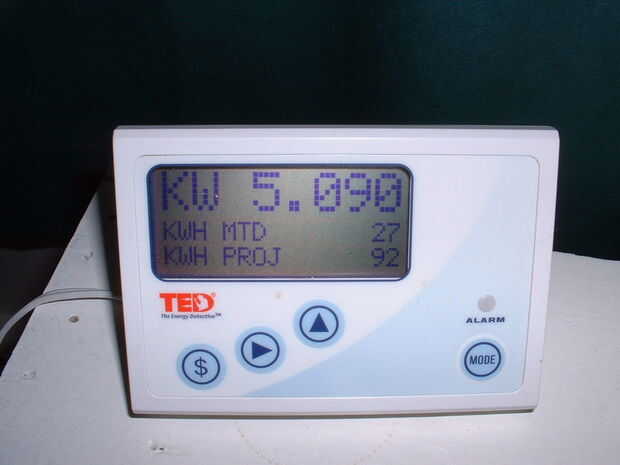 KW 5.090
KWH MTD 27
KWH PROJ 92
TED
The Energy Detective™
ALARM
$
MODE